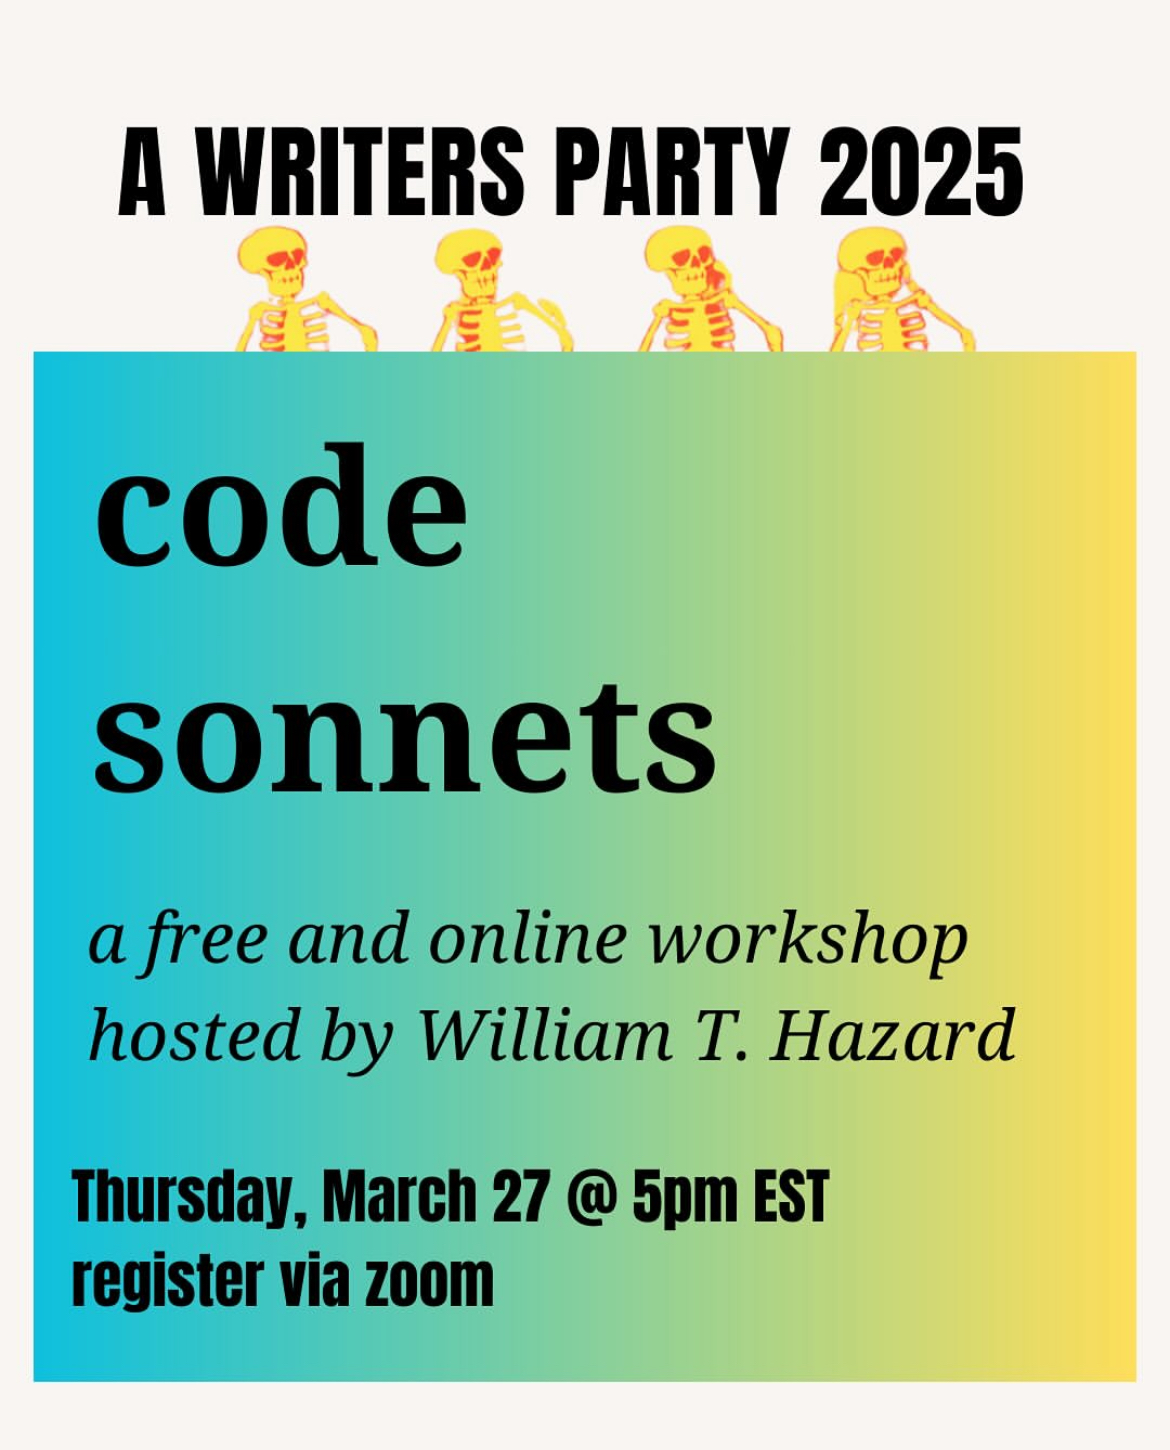 A WRITERS PARTY 2025
code
sonnets
a free and online workshop
hosted by William T. Hazard
Thursday, March 27 @ 5pm EST
register via zoom